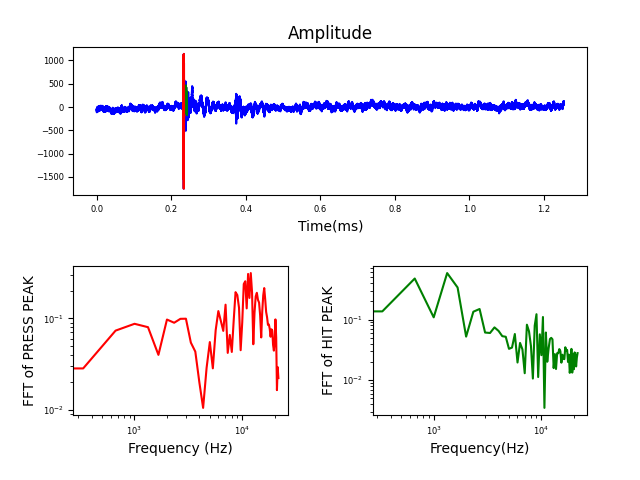 Amplitude
1000
500
0
−500
−1000
−1500
0.0 0.2 0.4 0.6 0.8 1.0 1.2
Time(ms)
FFT of PRESS PEAK
10⁻¹
10⁻²
10³ 10⁴
Frequency (Hz)
FFT of HIT PEAK
10⁻¹
10⁻²
10³ 10⁴
Frequency(Hz)